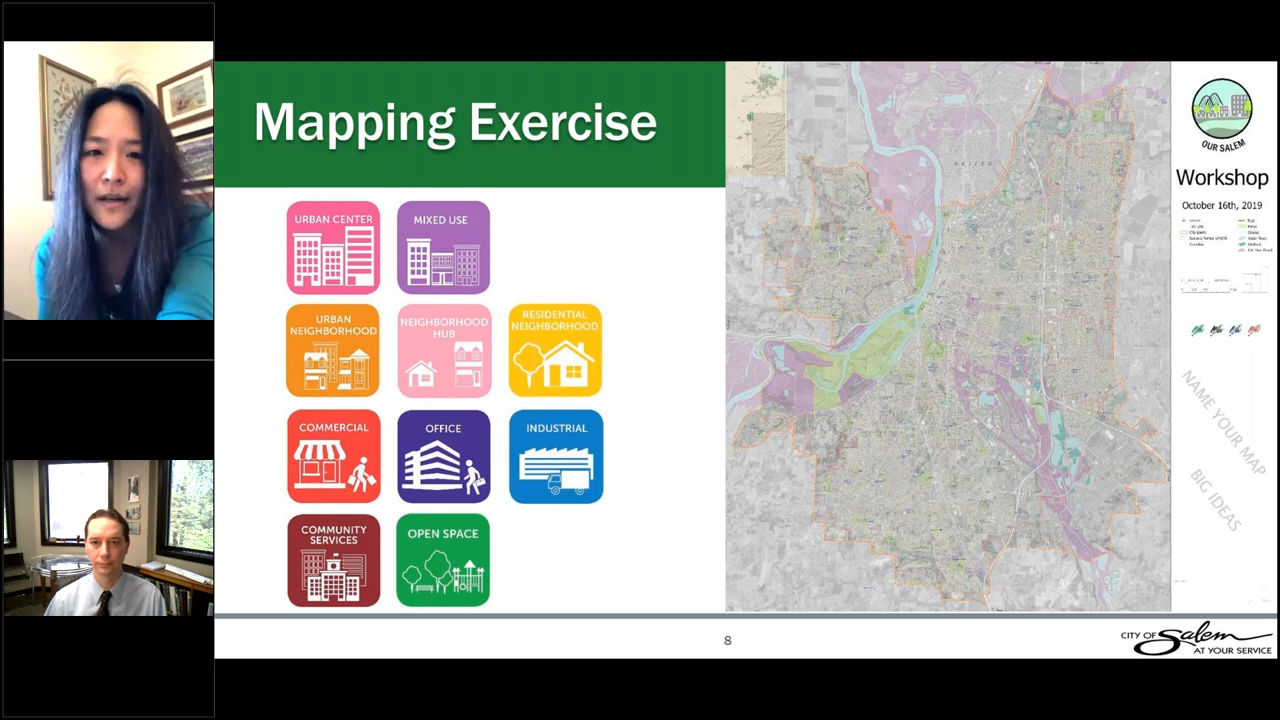 Mapping Exercise
URBAN CENTER
MIXED USE
URBAN
NEIGHBORHOOD
NEIGHBORHOOD
HUB
RESIDENTIAL
NEIGHBORHOOD
COMMERCIAL
OFFICE
INDUSTRIAL
COMMUNITY
SERVICES
OPEN SPACE
KEIZER
OUR SALEM
Workshop
October 16th, 2019
NAME YOUR MAP
BIG IDEAS
8
CITY OF Salem
AT YOUR SERVICE